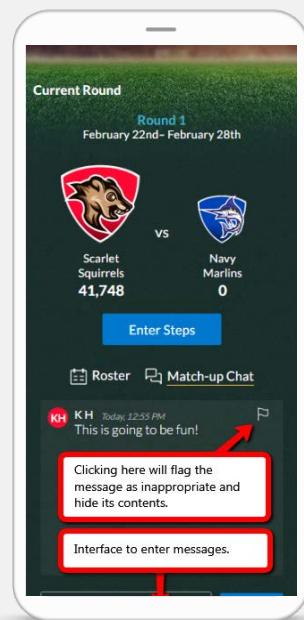 Current Round
Round 1
February 22nd– February 28th
vs
Scarlet
Squirrels
41,748
Navy
Marlins
0
Enter Steps
Roster
Match-up Chat
KH
K H Today, 12:55 PM
This is going to be fun!
Clicking here will flag the
message as inappropriate and
hide its contents.
Interface to enter messages.